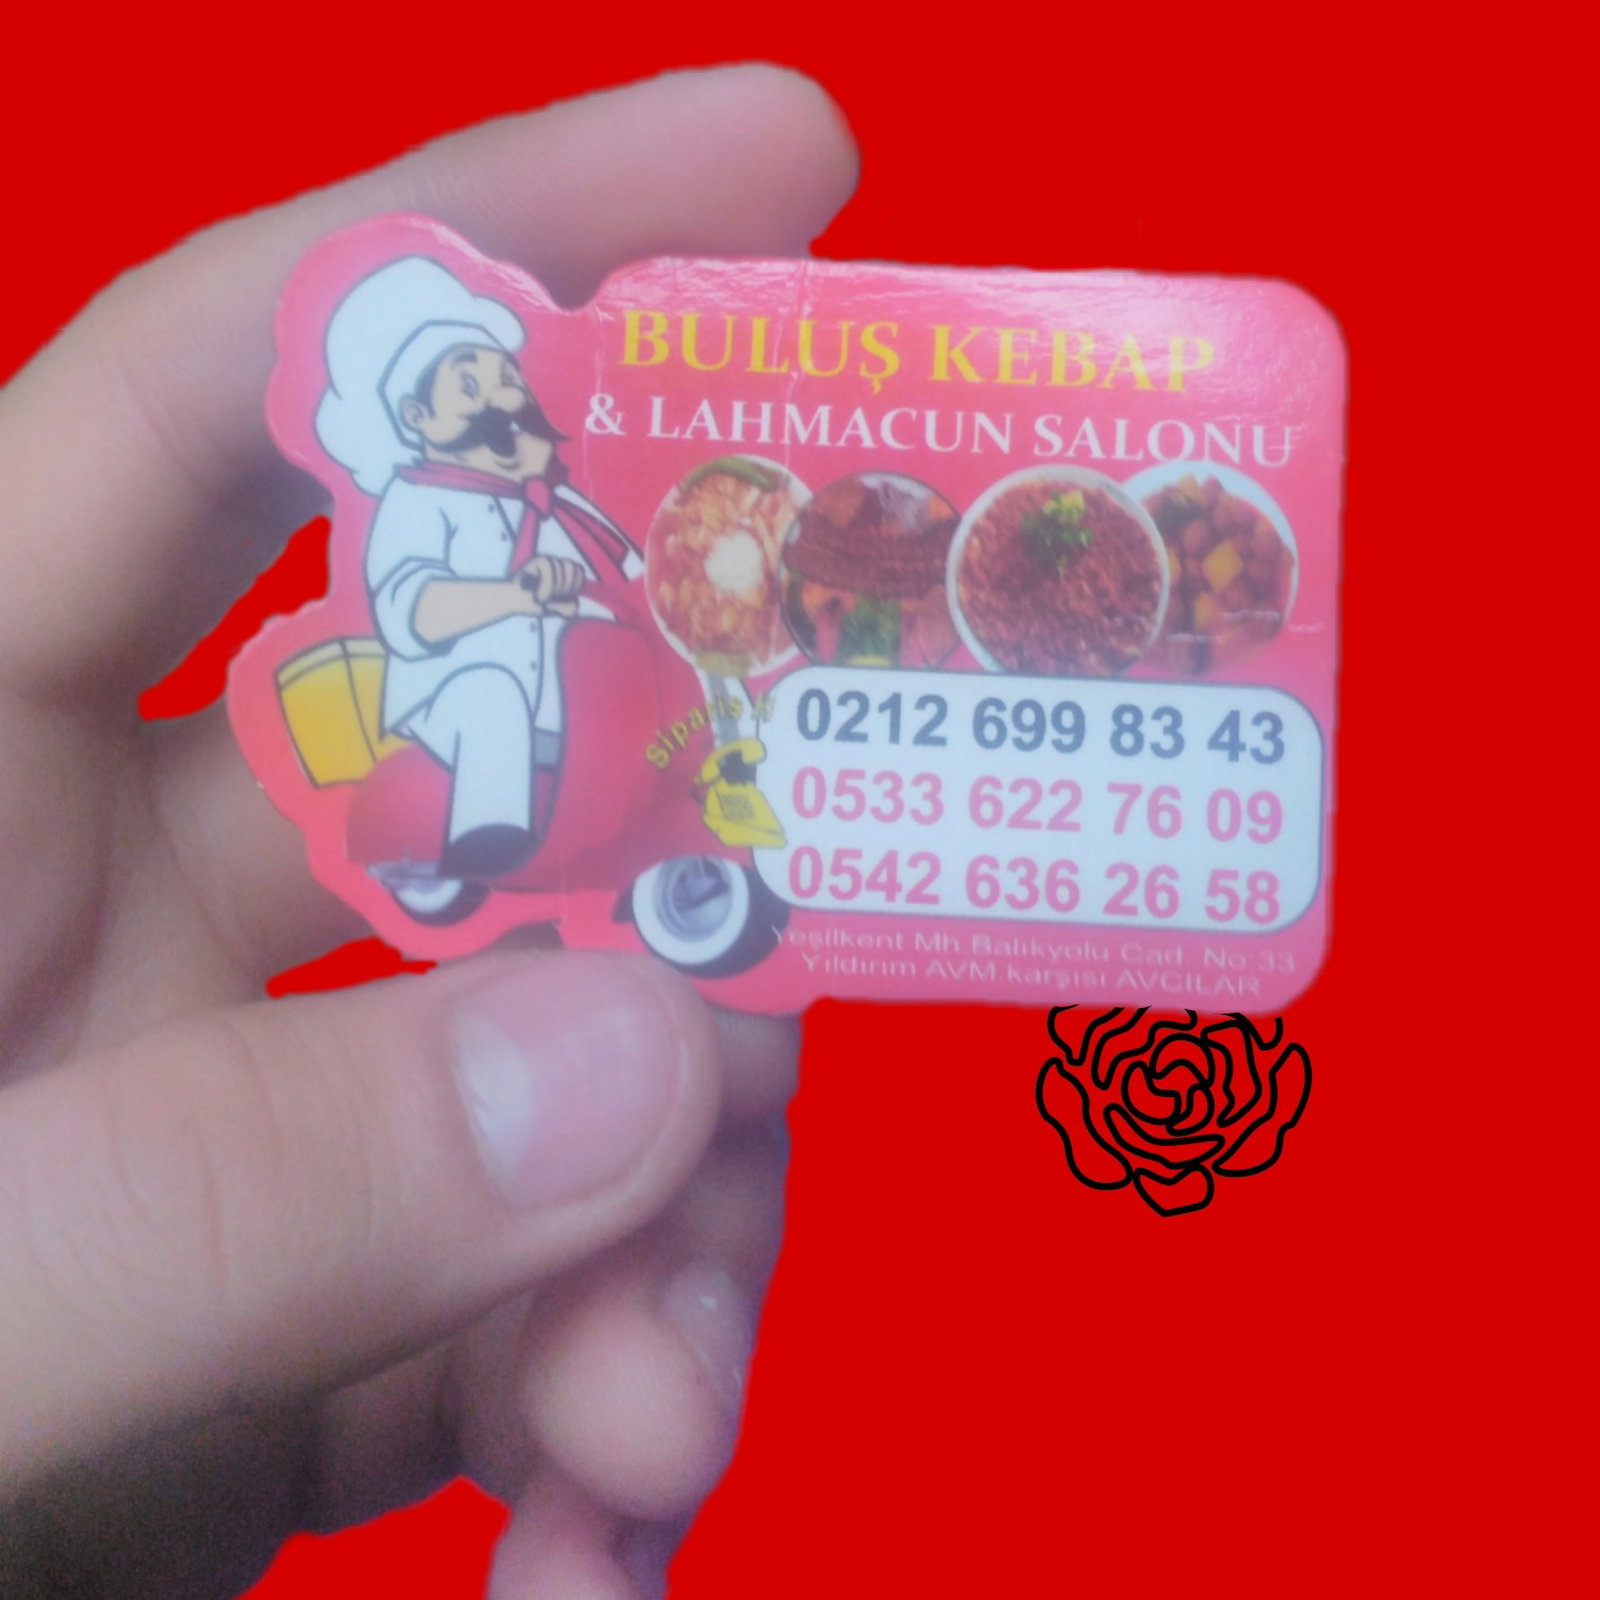 BULUŞ KEBAP
& LAHMACUN SALONU
Sipariş
0212 699 83 43
0533 622 76 09
0542 636 26 58
Yeşilkent Mh.Balıkyolu Cad. No:33
Yıldırım AVM.karşısı AVCILAR